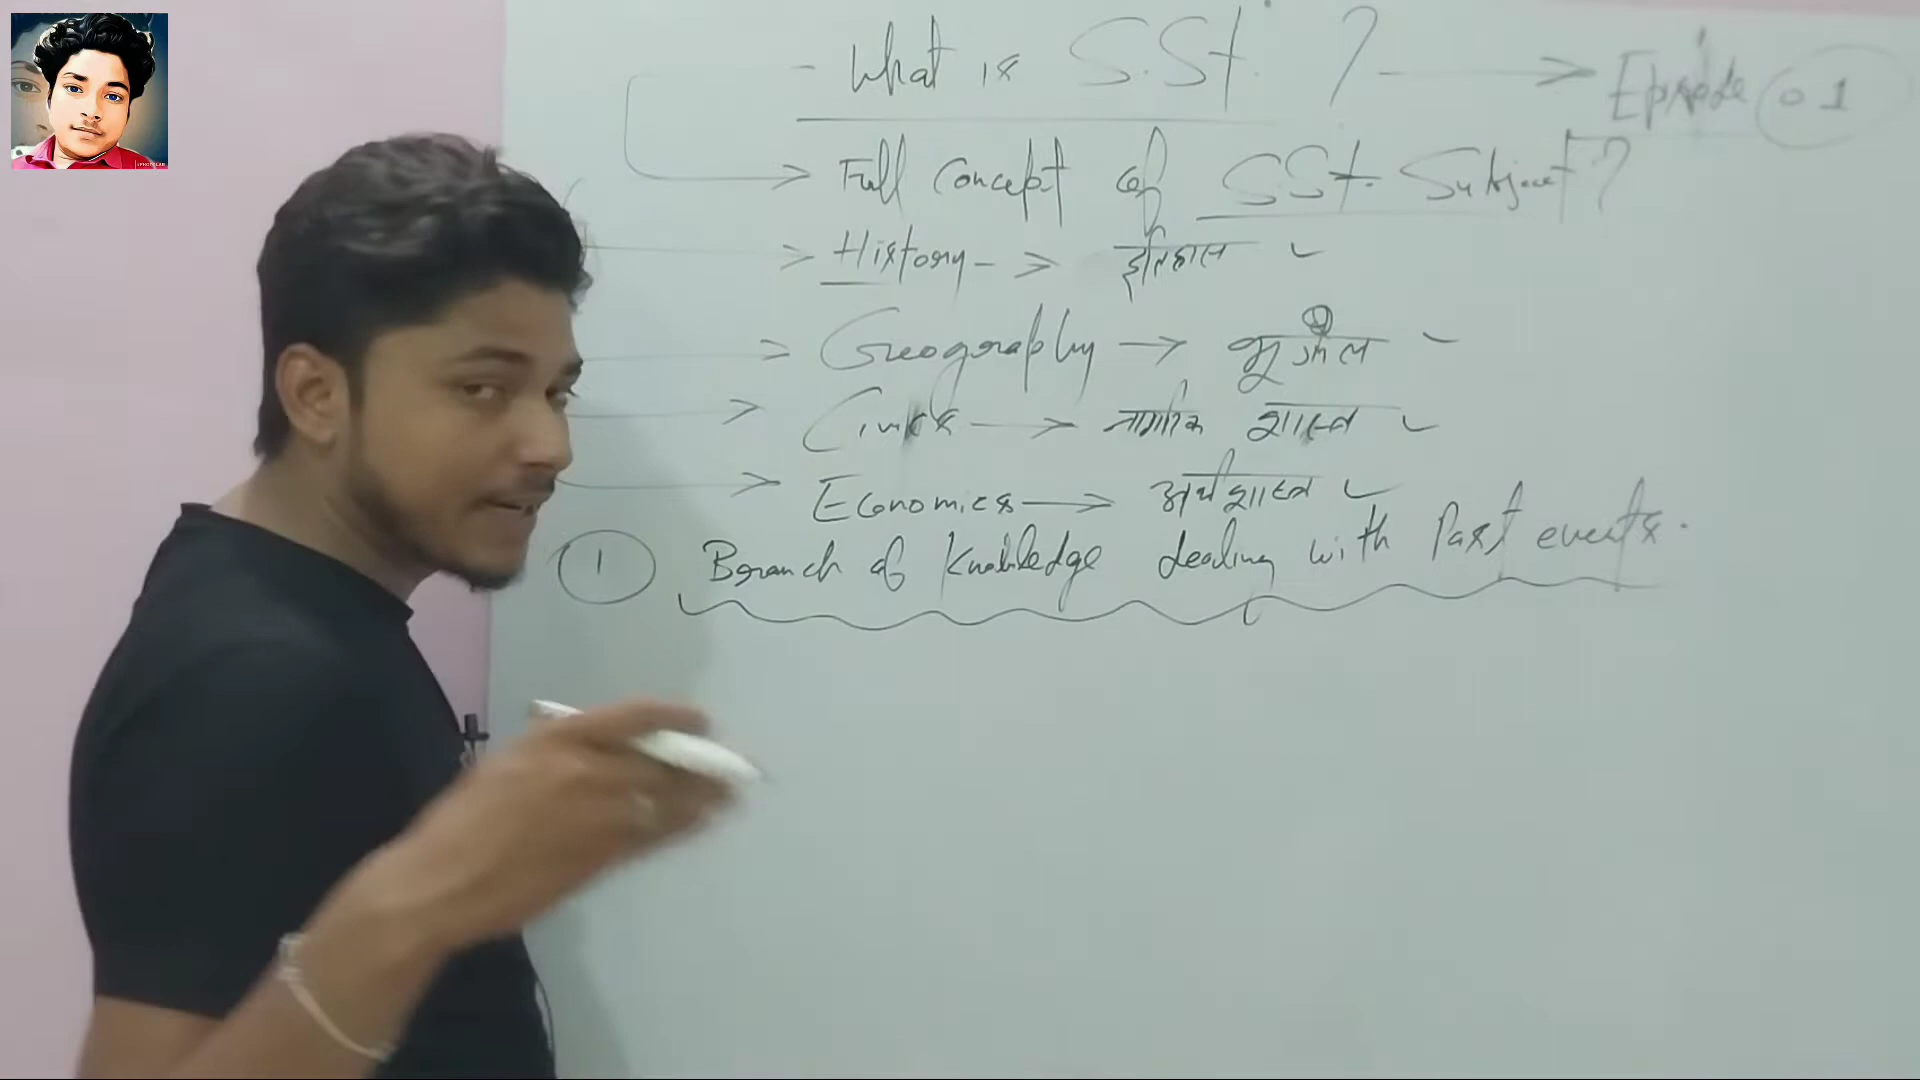 - What is S.St. ? → Episode 01
→ Full Concept of SSt. Subject ?
→ History - > इतिहास ✓
→ Geography → भूगोल ✓
→ Civics → नागरिक शास्त्र ✓
→ Economics → अर्थशास्त्र ✓
1 Branch of Knowledge dealing with Past events.